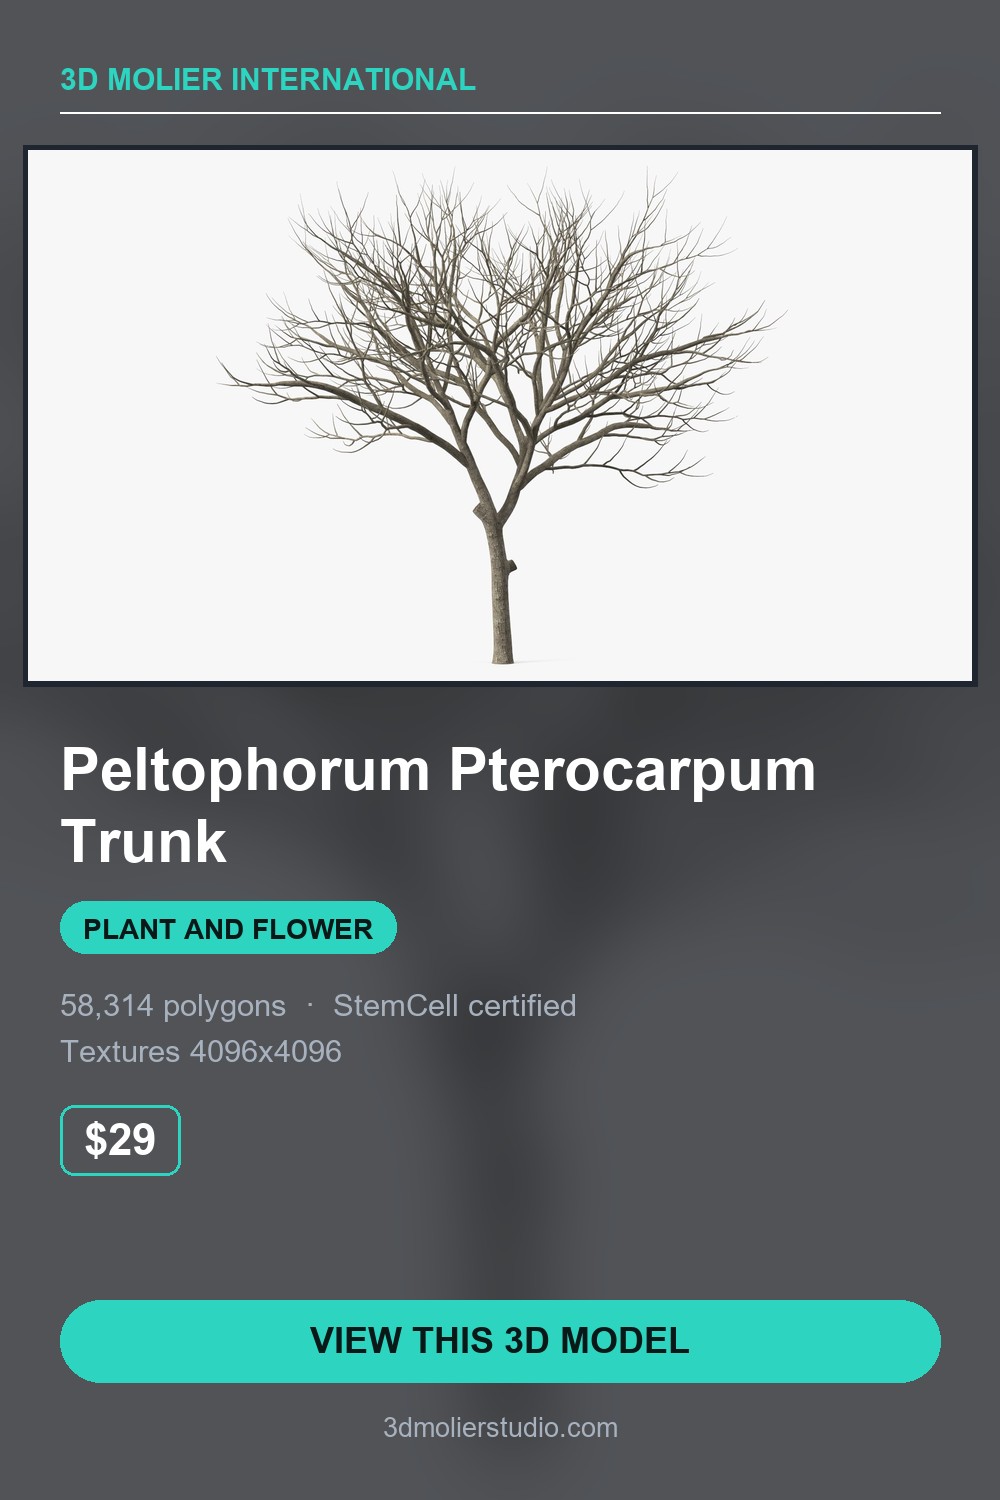 3D MOLIER INTERNATIONAL
Peltophorum Pterocarpum
Trunk
PLANT AND FLOWER
58,314 polygons · StemCell certified
Textures 4096x4096
$29
VIEW THIS 3D MODEL
3dmolierstudio.com